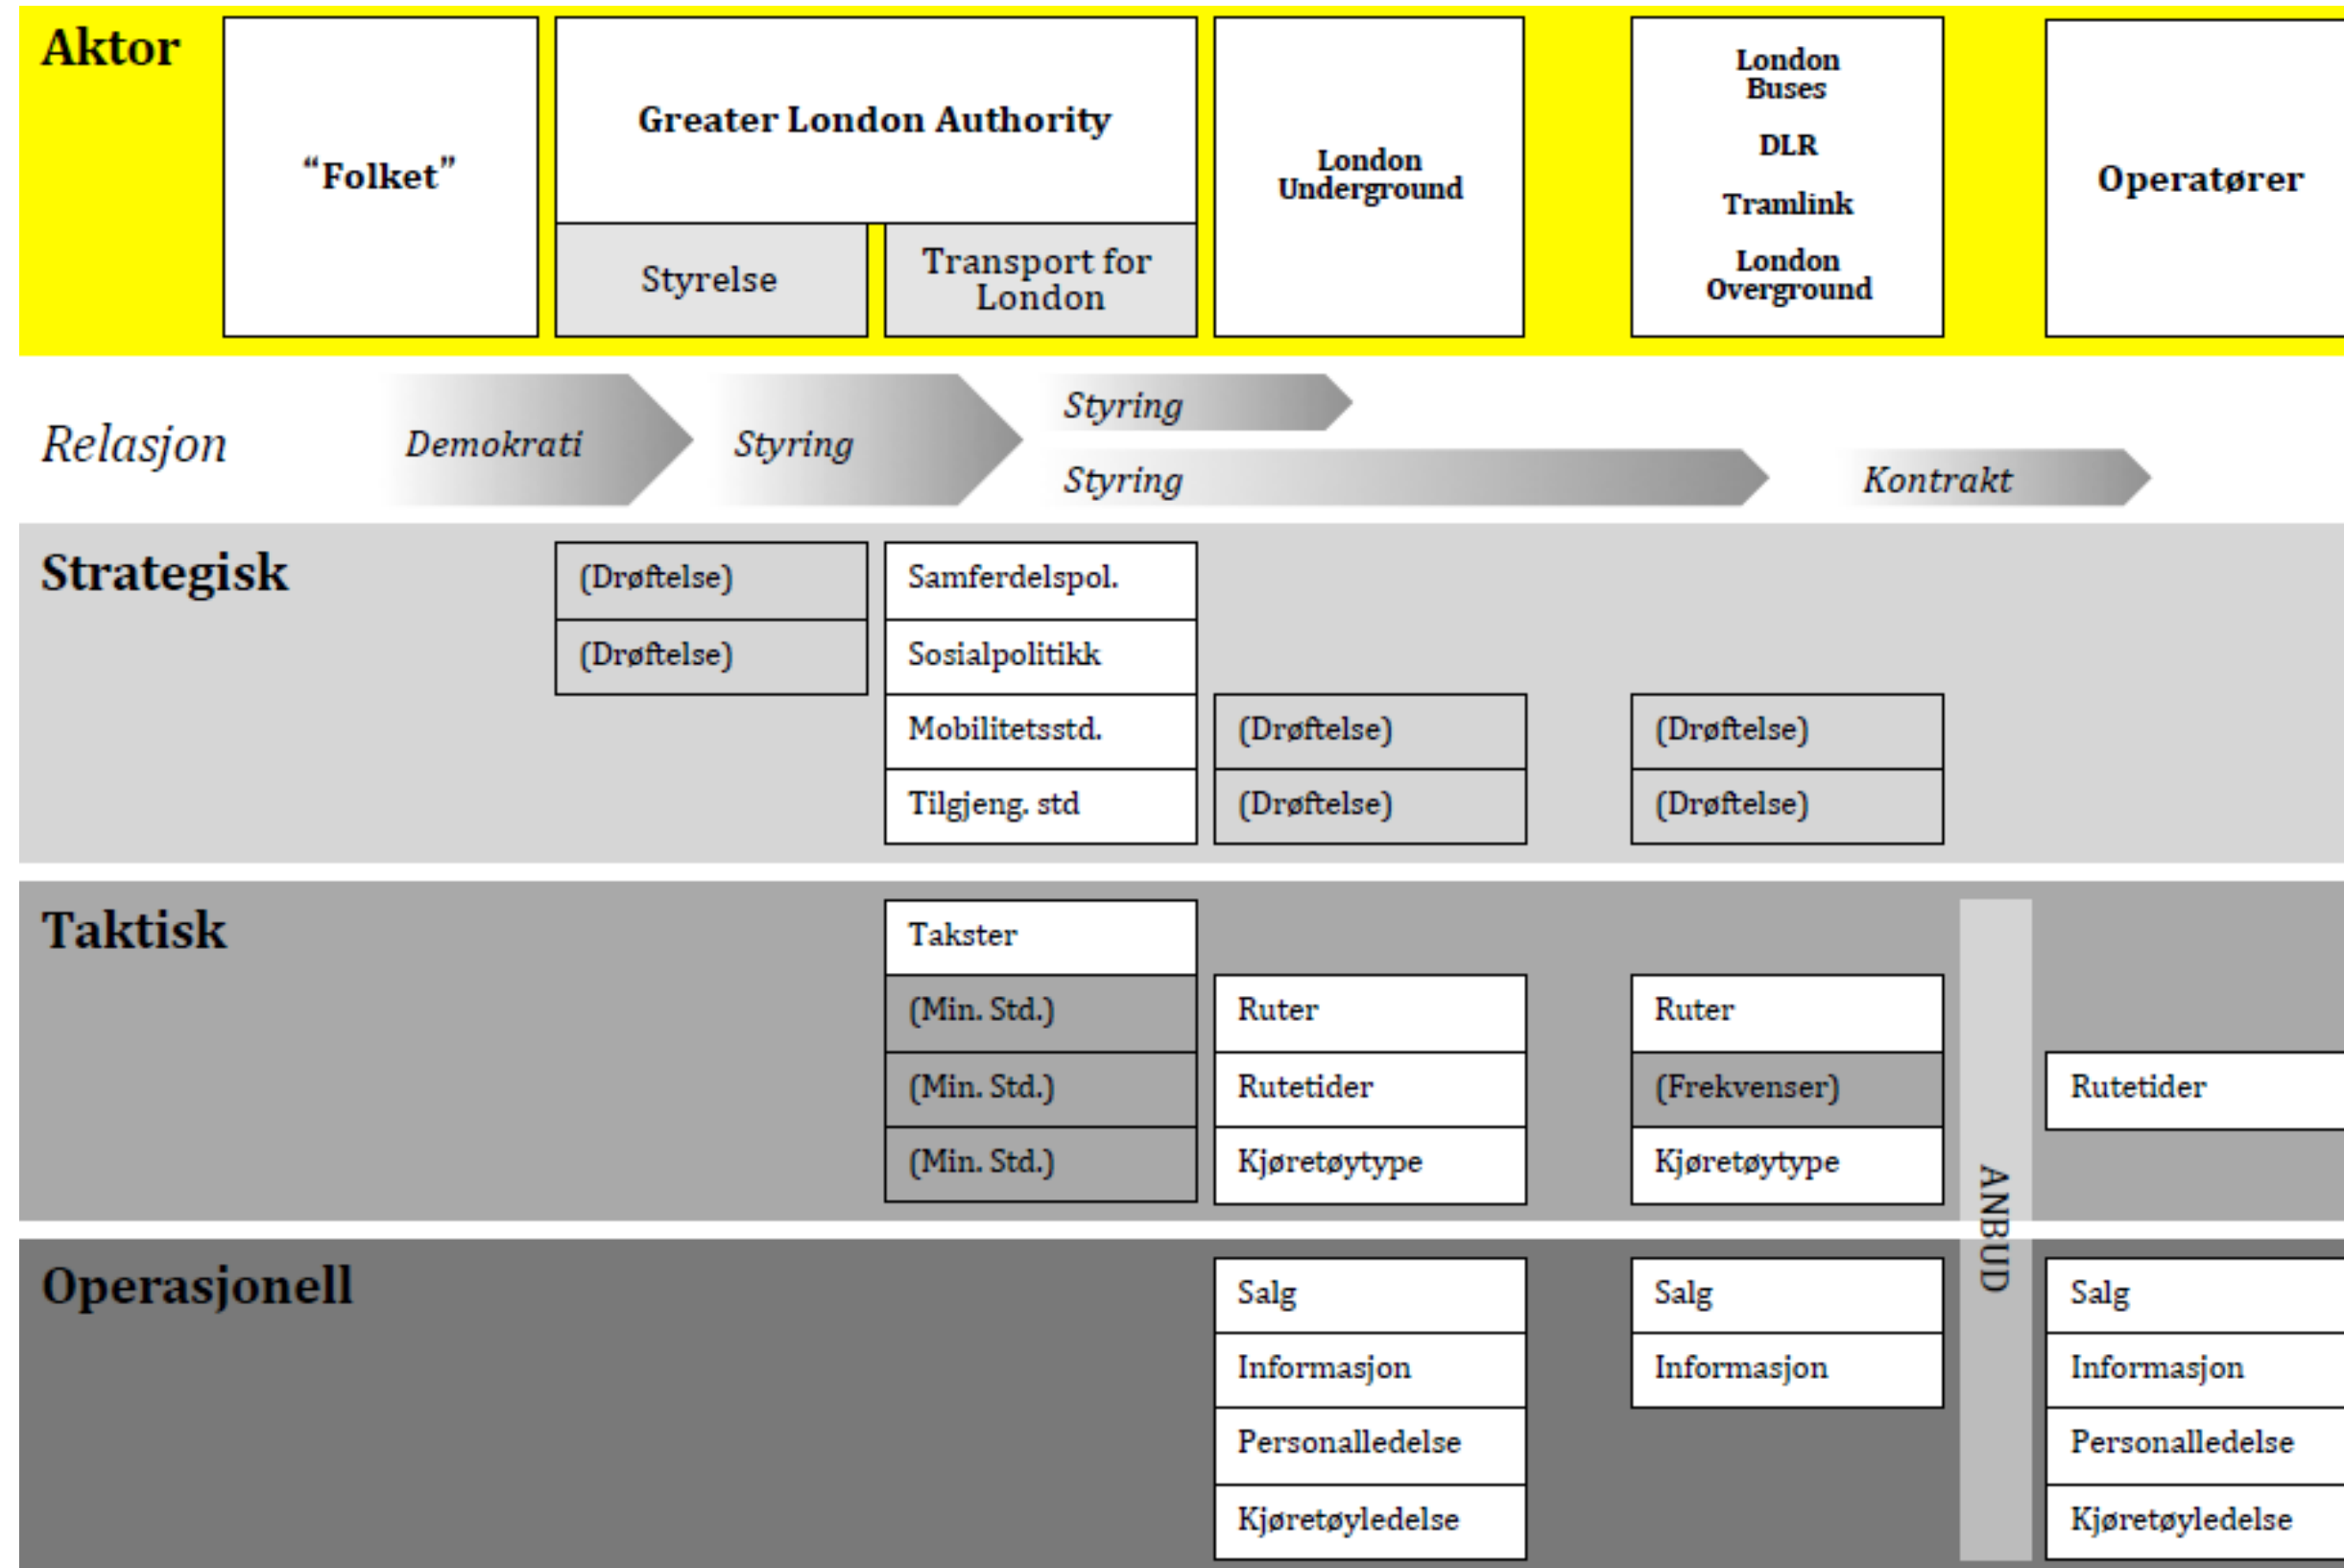 Aktor
“Folket”
Greater London Authority
Styrelse
Transport for
London
London
Underground
London
Buses
DLR
Tramlink
London
Overground
Operatører
Relasjon
Demokrati
Styring
Styring
Styring
Kontrakt
Strategisk
(Drøftelse)
(Drøftelse)
Samferdelspol.
Sosialpolitikk
Mobilitetsstd.
Tilgjeng. std
(Drøftelse)
(Drøftelse)
(Drøftelse)
(Drøftelse)
Taktisk
Takster
(Min. Std.)
(Min. Std.)
(Min. Std.)
Ruter
Rutetider
Kjøretøytype
Ruter
(Frekvenser)
Kjøretøytype
ANBUD
Rutetider
Operasjonell
Salg
Informasjon
Personalledelse
Kjøretøyledelse
Salg
Informasjon
Salg
Informasjon
Personalledelse
Kjøretøyledelse